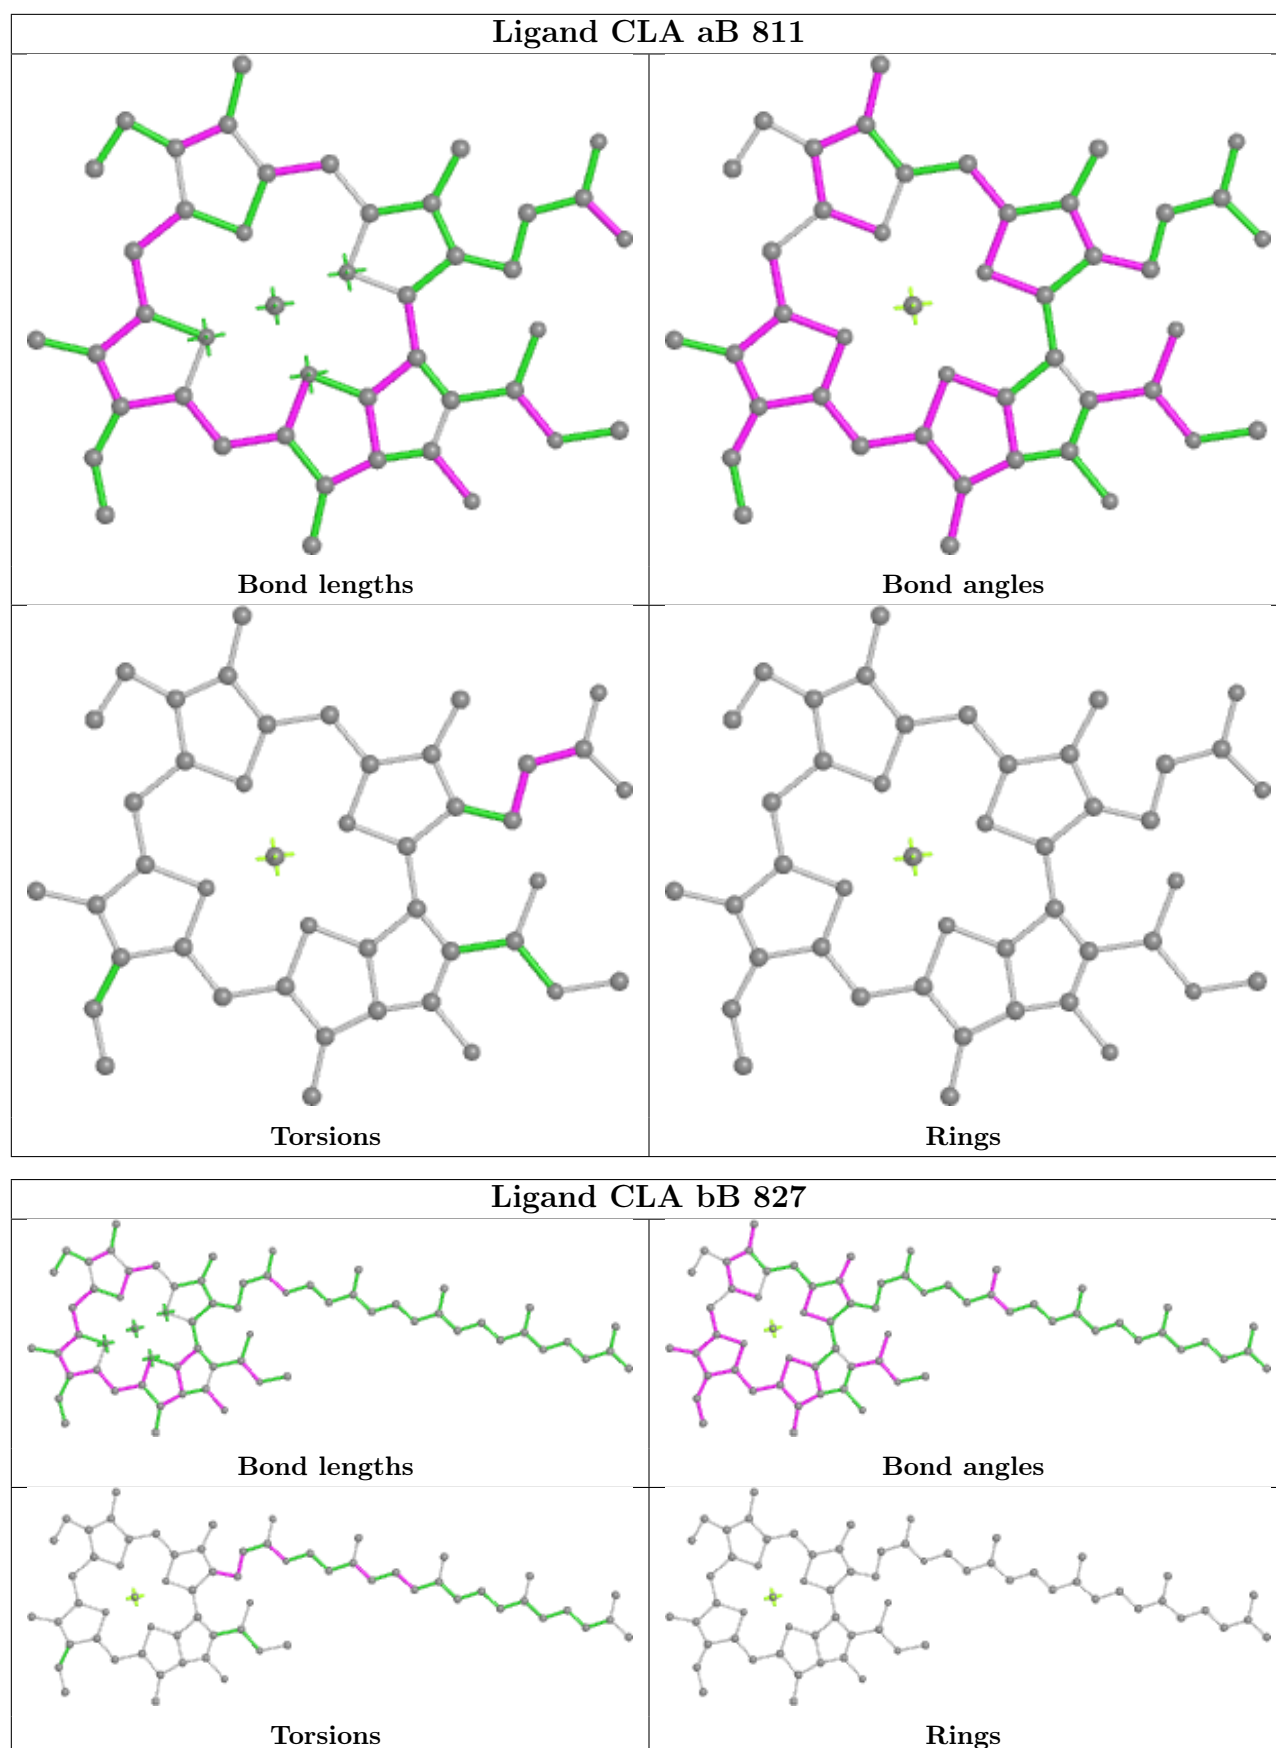 Ligand CLA aB 811
Bond lengths
Bond angles
Torsions
Rings
Ligand CLA bB 827
Bond lengths
Bond angles
Torsions
Rings